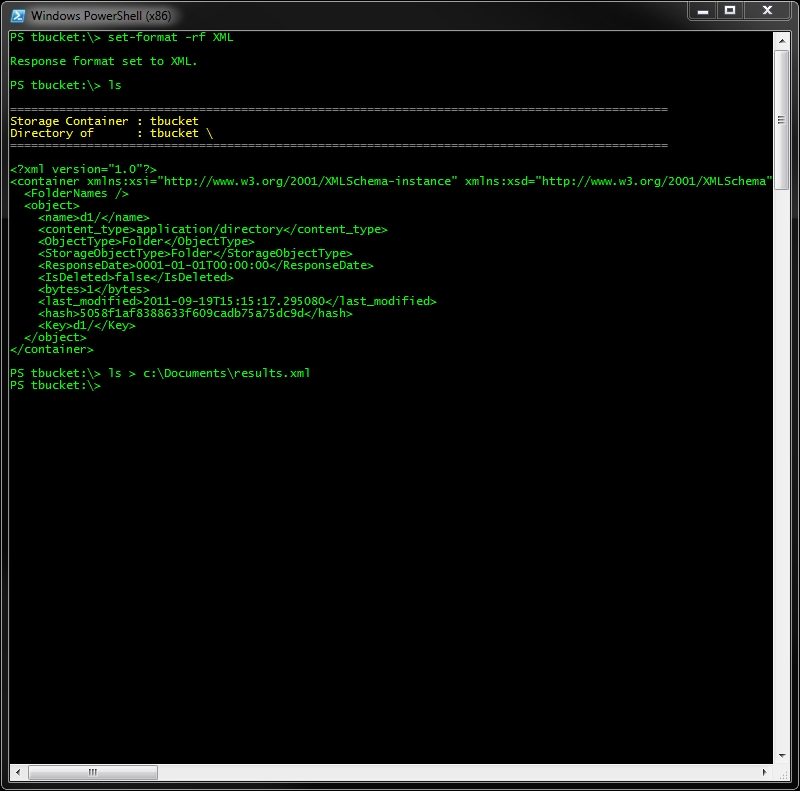 Windows PowerShell (x86)
PS tbucket:\> set-format -rf XML
Response format set to XML.
PS tbucket:\> ls
==============================================================================================
Storage Container : tbucket
Directory of      : tbucket \
==============================================================================================
<?xml version="1.0"?>
<container xmlns:xsi="http://www.w3.org/2001/XMLSchema-instance" xmlns:xsd="http://www.w3.org/2001/XMLSchema"
  <FolderNames />
  <object>
    <name>d1/</name>
    <content_type>application/directory</content_type>
    <ObjectType>Folder</ObjectType>
    <StorageObjectType>Folder</StorageObjectType>
    <ResponseDate>0001-01-01T00:00:00</ResponseDate>
    <IsDeleted>false</IsDeleted>
    <bytes>1</bytes>
    <last_modified>2011-09-19T15:15:17.295080</last_modified>
    <hash>5058f1af8388633f609cadb75a75dc9d</hash>
    <Key>d1/</Key>
  </object>
</container>
PS tbucket:\> ls > c:\Documents\results.xml
PS tbucket:\>